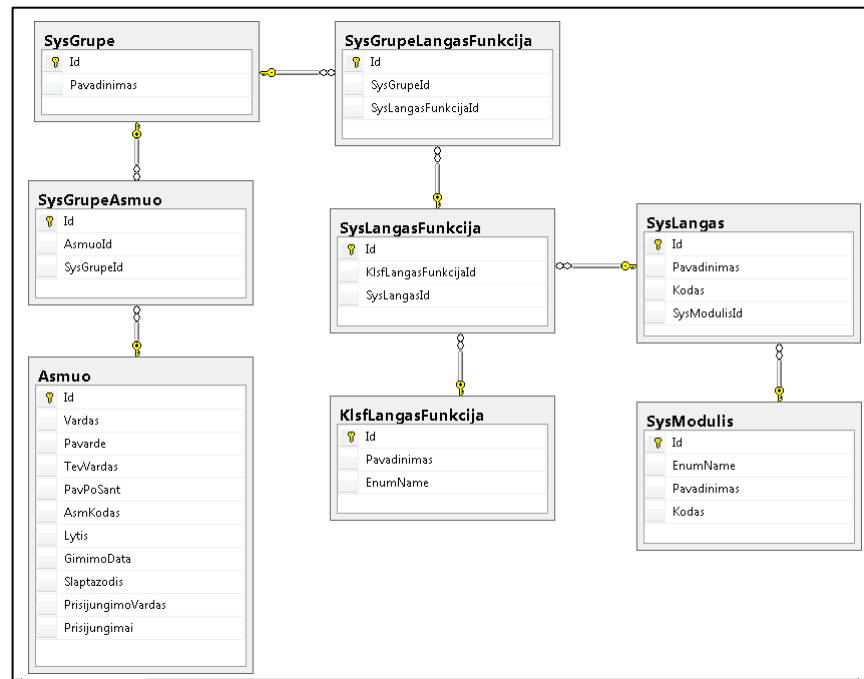 SysGrupe
Id
Pavadinimas
SysGrupeLangasFunkcija
Id
SysGrupeId
SysLangasFunkcijaId
SysGrupeAsmuo
Id
AsmuoId
SysGrupeId
SysLangasFunkcija
Id
KlsfLangasFunkcijaId
SysLangasId
SysLangas
Id
Pavadinimas
Kodas
SysModulisId
Asmuo
Id
Vardas
Pavarde
TevVardas
PavPoSant
AsmKodas
Lytis
GimimoData
Slaptazodis
PrisijungimoVardas
Prisijungimai
KlsfLangasFunkcija
Id
Pavadinimas
EnumName
SysModulis
Id
EnumName
Pavadinimas
Kodas